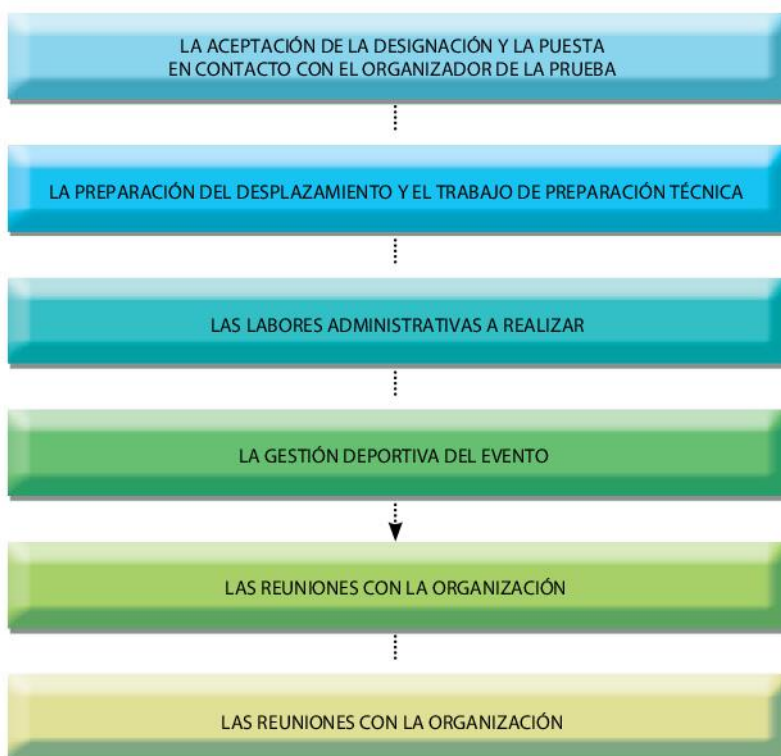 LA ACEPTACIÓN DE LA DESIGNACIÓN Y LA PUESTA
EN CONTACTO CON EL ORGANIZADOR DE LA PRUEBA
LA PREPARACIÓN DEL DESPLAZAMIENTO Y EL TRABAJO DE PREPARACIÓN TÉCNICA
LAS LABORES ADMINISTRATIVAS A REALIZAR
LA GESTIÓN DEPORTIVA DEL EVENTO
LAS REUNIONES CON LA ORGANIZACIÓN
LAS REUNIONES CON LA ORGANIZACIÓN